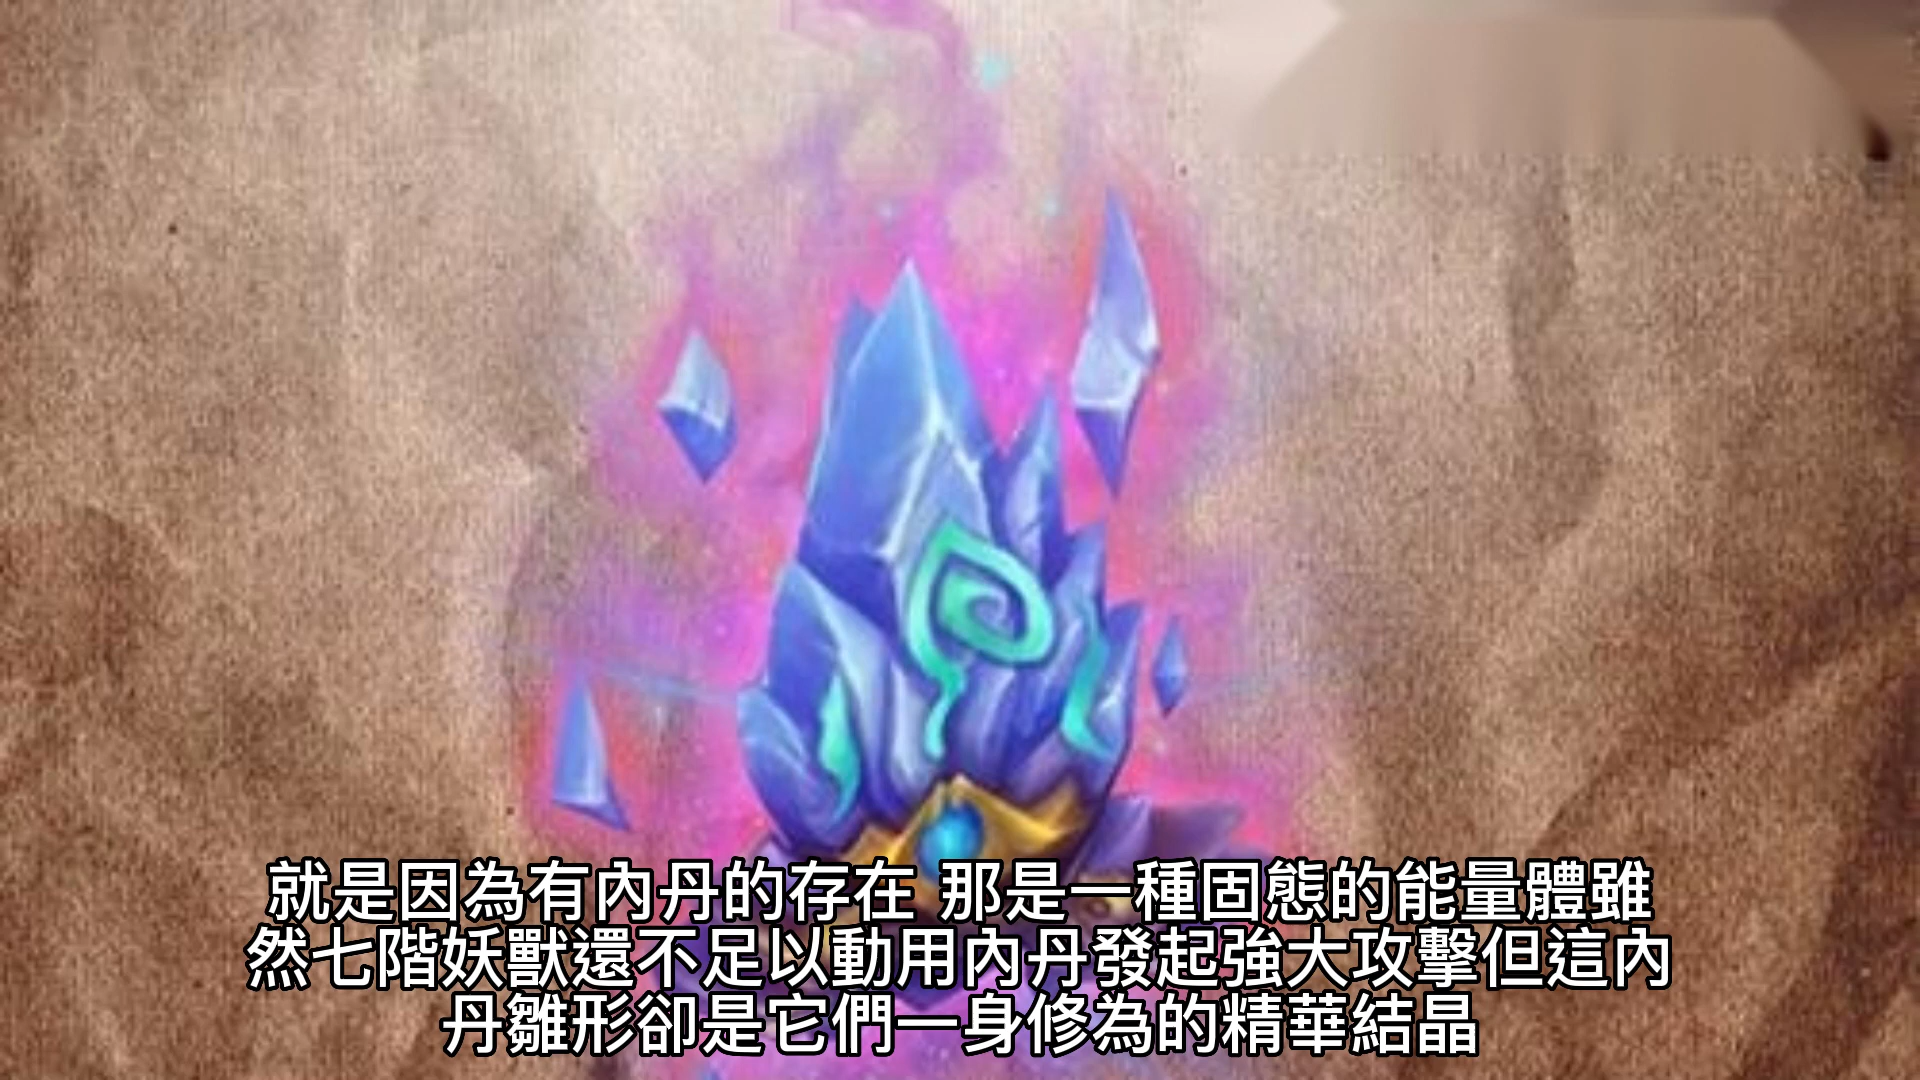 就是因為有內丹的存在 那是一種固態的能量體雖
然七階妖獸還不足以動用內丹發起強大攻擊但這內
丹雛形卻是它們一身修為的精華結晶